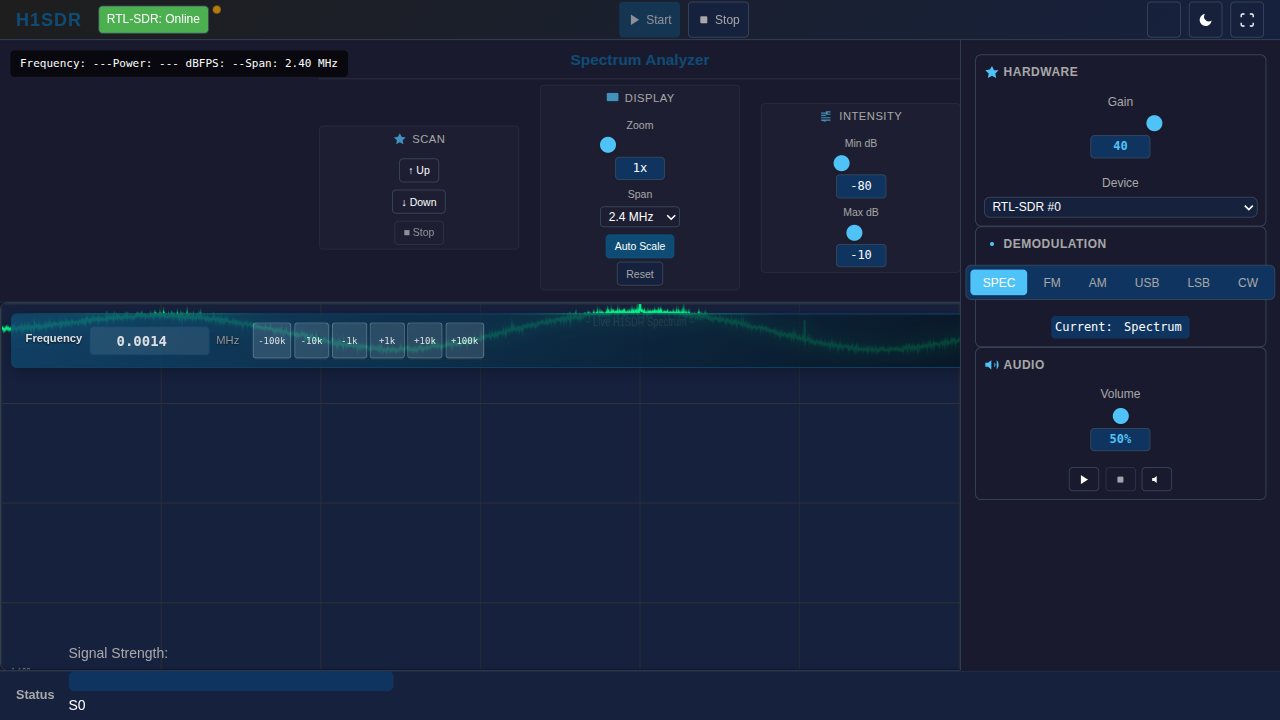 H1SDR
RTL-SDR: Online
Start
Stop
Frequency: ---Power: --- dBFPS: --Span: 2.40 MHz
Spectrum Analyzer
SCAN
↑ Up
↓ Down
Stop
DISPLAY
Zoom
1x
Span
2.4 MHz
Auto Scale
Reset
INTENSITY
Min dB
-80
Max dB
-10
Live H1SDR Spectrum
Frequency
0.0014
MHz
-100k
-10k
-1k
+1k
+10k
+100k
HARDWARE
Gain
40
Device
RTL-SDR #0
DEMODULATION
SPEC
FM
AM
USB
LSB
CW
Current: Spectrum
AUDIO
Volume
50%
Signal Strength:
Status
S0